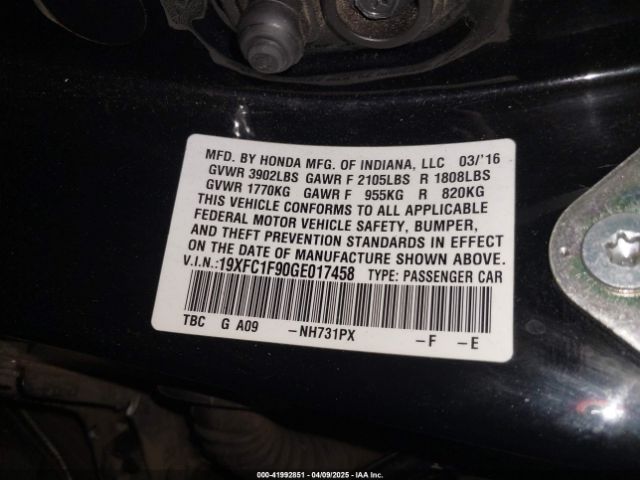 MFD. BY HONDA MFG. OF INDIANA, LLC 03/'16
GVWR 3902LBS GAWR F 2105LBS R 1808LBS
GVWR 1770KG GAWR F 955KG R 820KG
THIS VEHICLE CONFORMS TO ALL APPLICABLE
FEDERAL MOTOR VEHICLE SAFETY, BUMPER,
AND THEFT PREVENTION STANDARDS IN EFFECT
ON THE DATE OF MANUFACTURE SHOWN ABOVE.
V.I.N.:19XFC1F90GE017458 TYPE: PASSENGER CAR
TBC G A09 -NH731PX -F -E
000-41992851 - 04/09/2025 - IAA Inc.